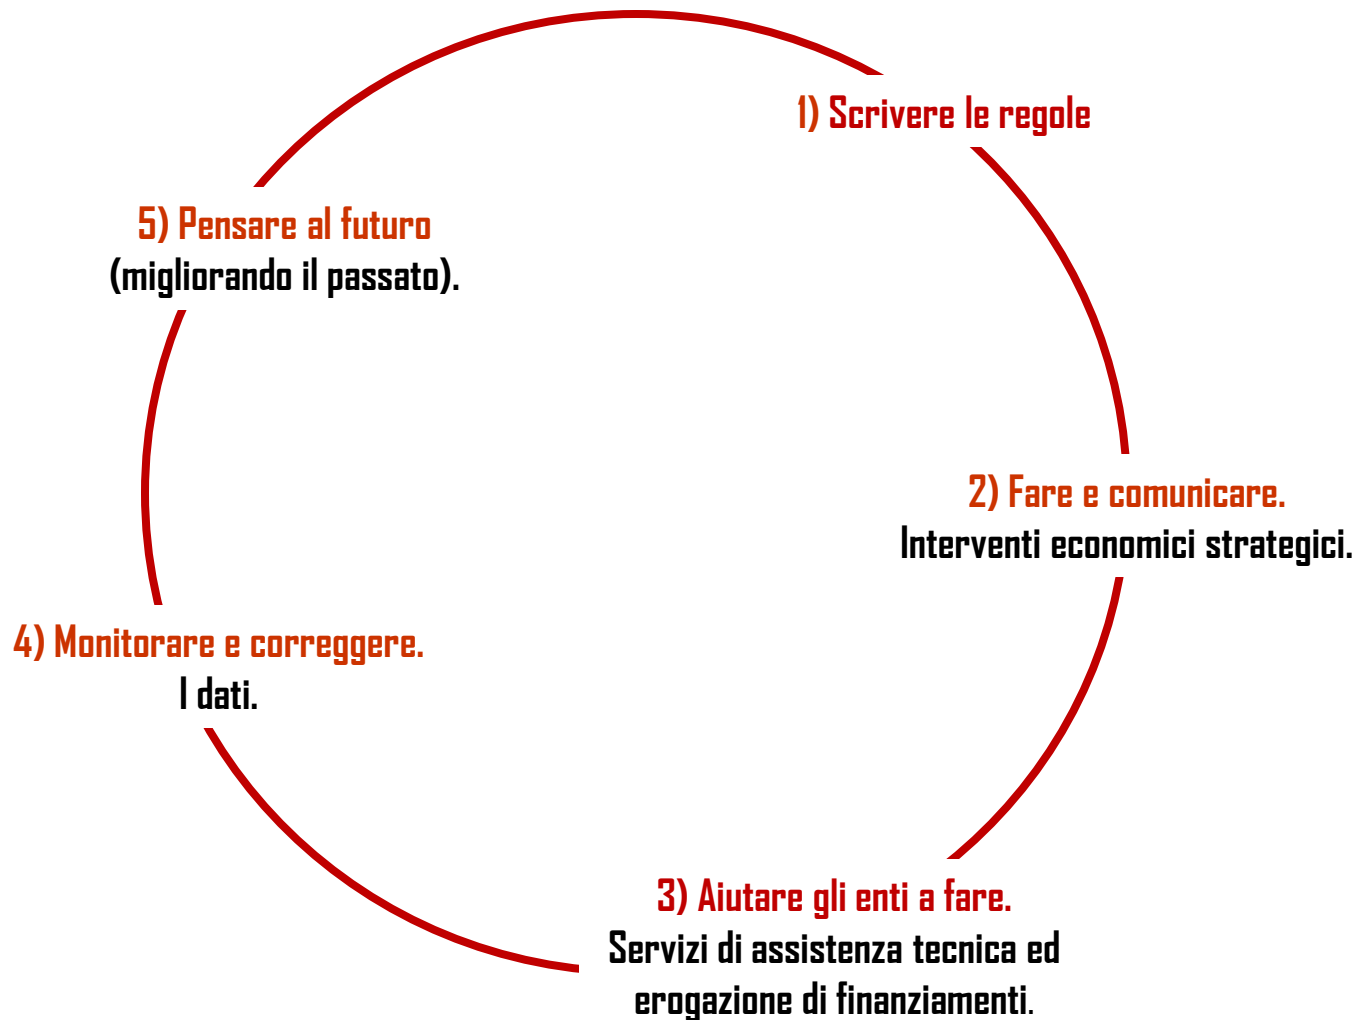 1) Scrivere le regole
2) Fare e comunicare.
Interventi economici strategici.
3) Aiutare gli enti a fare.
Servizi di assistenza tecnica ed
erogazione di finanziamenti.
4) Monitorare e correggere.
I dati.
5) Pensare al futuro
(migliorando il passato).